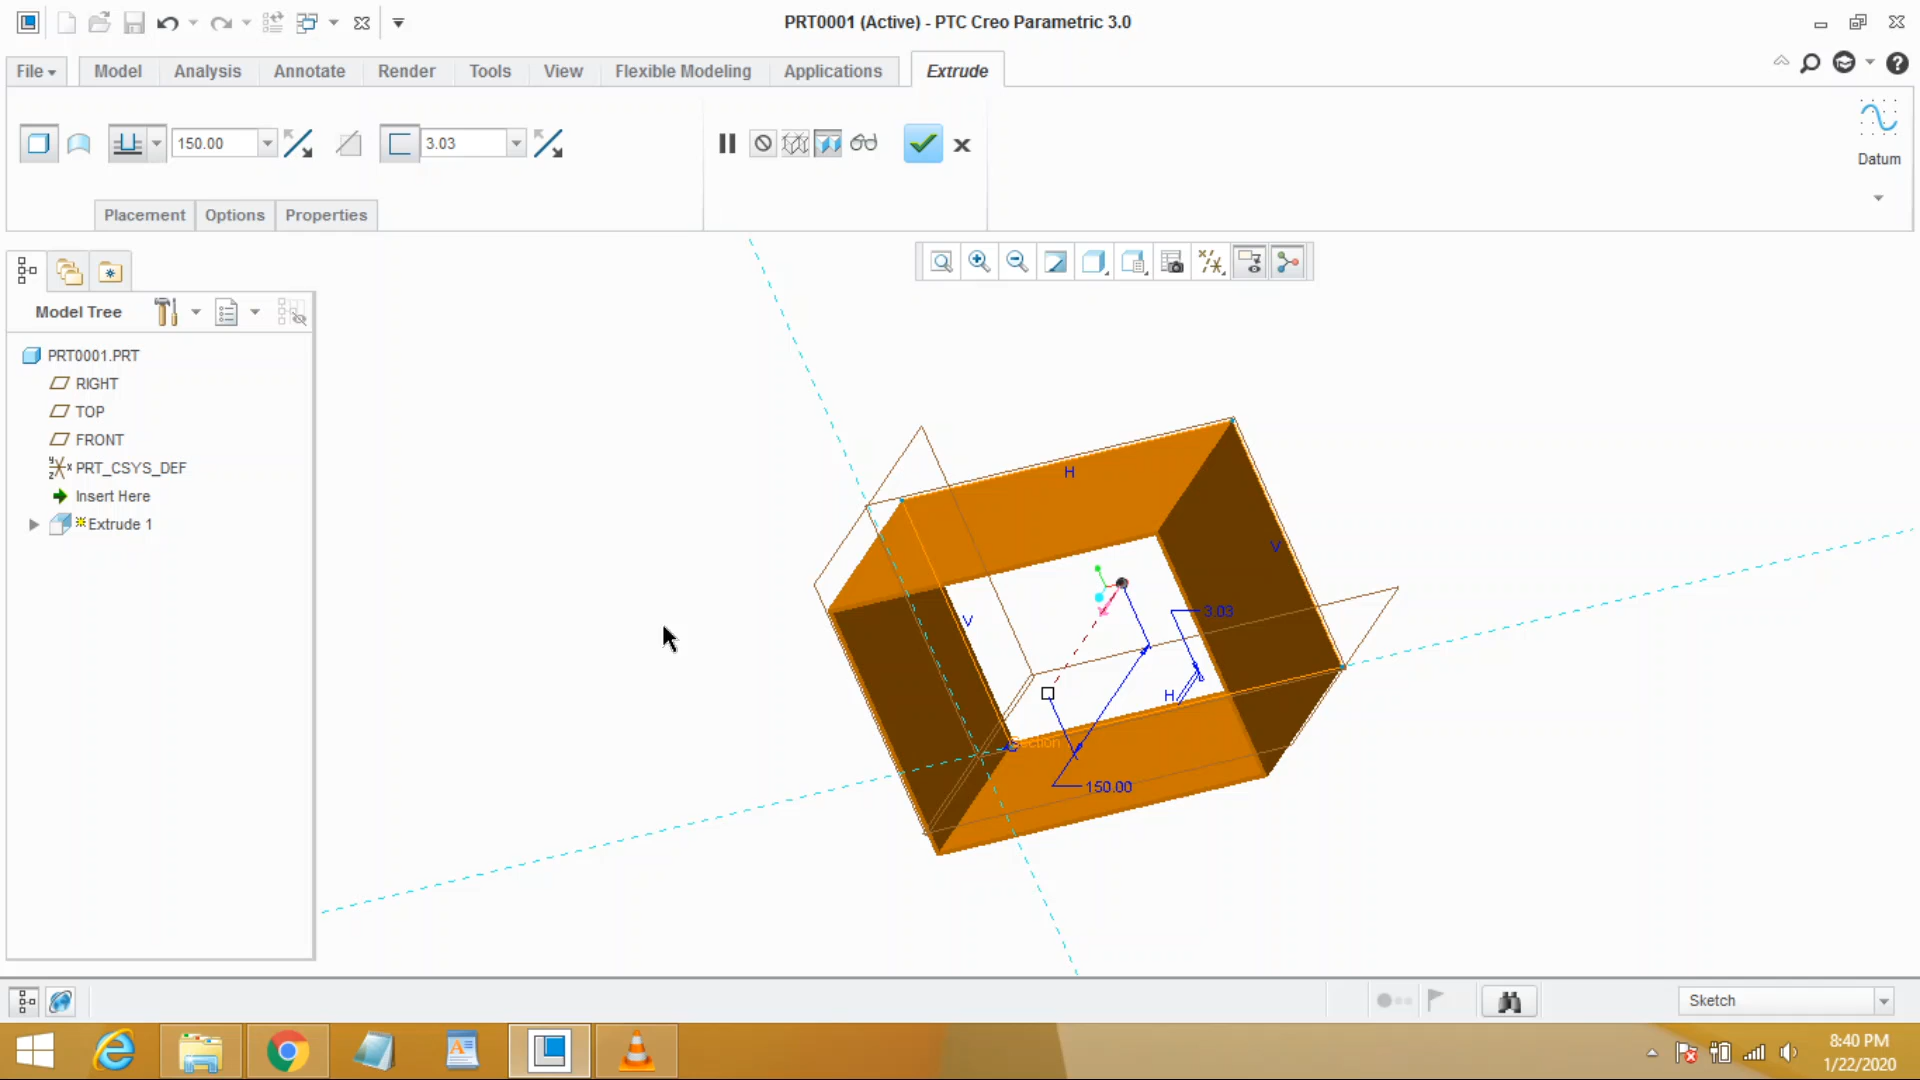 PRT0001 (Active) - PTC Creo Parametric 3.0
File Model Analysis Annotate Render Tools View Flexible Modeling Applications Extrude
150.00 3.03
Datum
Placement Options Properties
Model Tree
PRT0001.PRT
RIGHT
TOP
FRONT
PRT_CSYS_DEF
Insert Here
Extrude 1
H
V
V
3.03
H
Section
150.00
Sketch
8:40 PM
1/22/2020